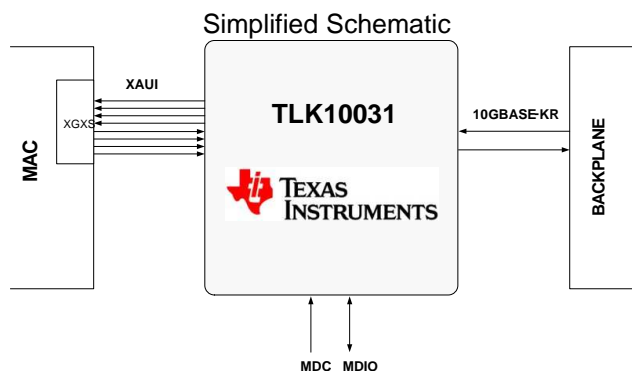 Simplified Schematic
MAC
XAUI
XGXS
TLK10031
TEXAS
INSTRUMENTS
10GBASE-KR
BACKPLANE
MDC
MDIO